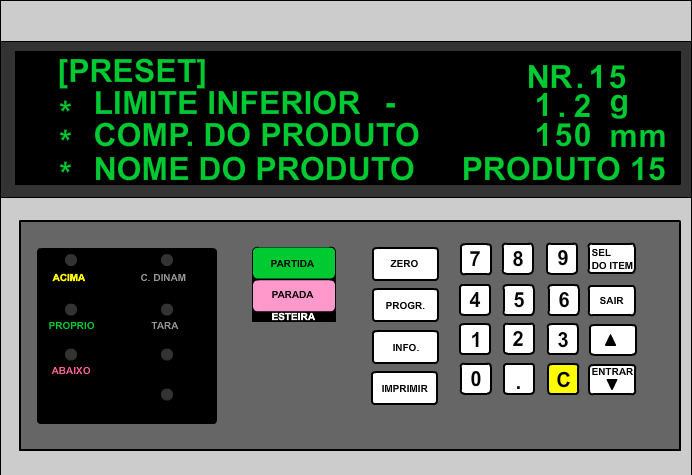 [PRESET] NR.15
* LIMITE INFERIOR - 1.2 g
* COMP. DO PRODUTO 150 mm
* NOME DO PRODUTO PRODUTO 15
ACIMA C. DINAM
PROPRIO TARA
ABAIXO
PARTIDA
PARADA
ESTEIRA
ZERO
PROGR.
INFO.
IMPRIMIR
7 8 9 SEL DO ITEM
4 5 6 SAIR
1 2 3 ▲
0 . C ENTRAR ▼